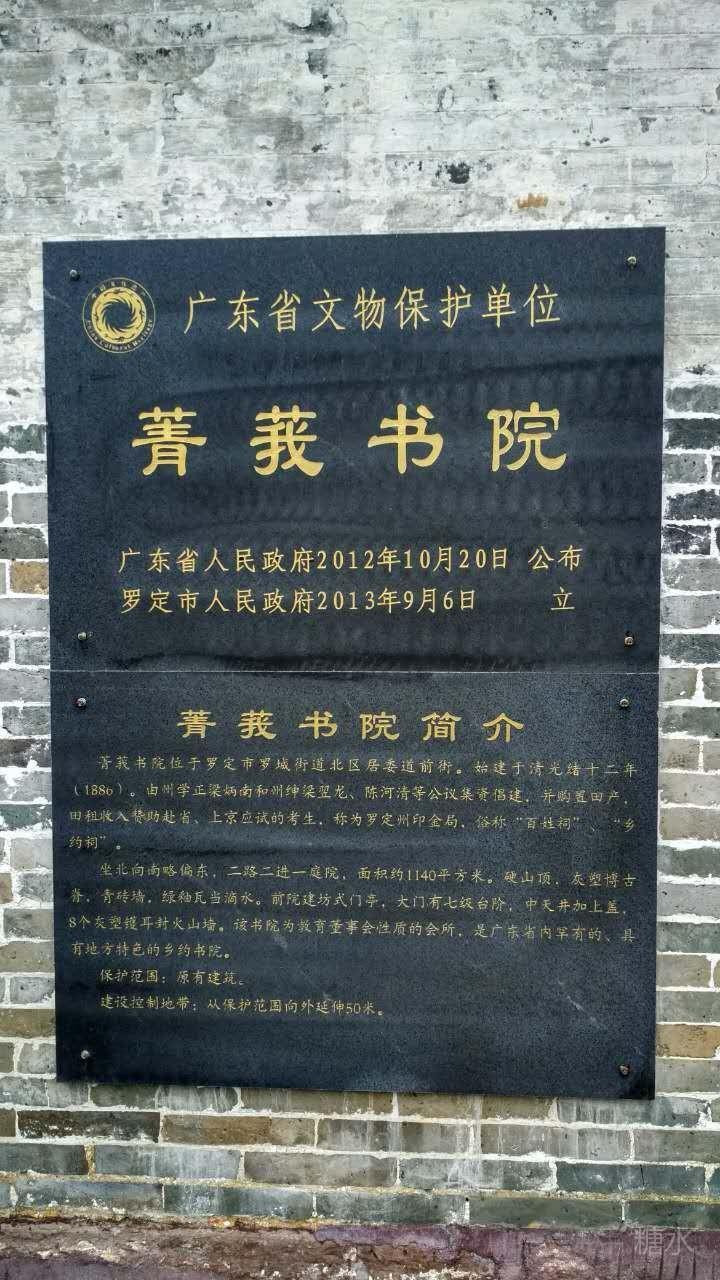 中国文化遗产
China Cultural Heritage
广东省文物保护单位
菁莪书院
广东省人民政府2012年10月20日 公布
罗定市人民政府2013年9月6日 立
菁莪书院简介
菁莪书院位于罗定市罗城街道北区居委道前街。始建于清光绪十二年
(1886)。由州学正梁炳南和州绅梁翌龙、陈河清等公议集资倡建，并购置田产，
田租收入赞助赴省、上京应试的考生，称为罗定州印金局，俗称“百姓祠”、“乡
约祠”。
坐北向南略偏东，二路二进一庭院，面积约1140平方米。硬山顶，灰塑博古
脊，青砖墙，绿釉瓦当滴水。前院建坊式门亭，大门有七级台阶，中天井加上盖，
8个灰塑镬耳封火山墙。该书院为教育董事会性质的会所，是广东省内罕有的、具
有地方特色的乡约书院。
保护范围：原有建筑。
建设控制地带：从保护范围向外延伸50米。
糖水